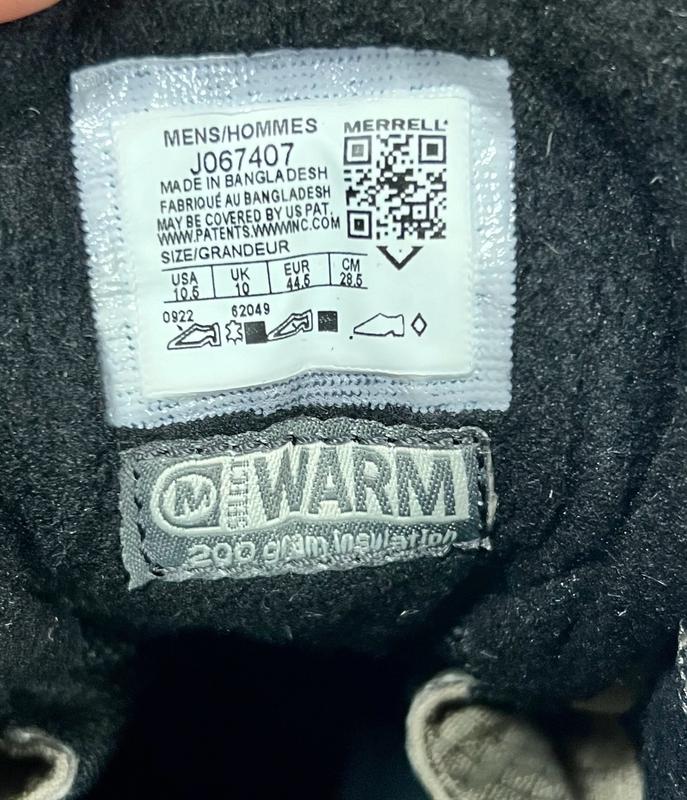 MENS/HOMMES
MERRELL
J067407
MADE IN BANGLADESH
FABRIQUÉ AU BANGLADESH
MAY BE COVERED BY US PAT.
WWW.PATENTS.WWWINC.COM
SIZE/GRANDEUR
USA UK EUR CM
10.5 10 44.5 28.5
0922 62049
M SELECT WARM
200 gram insulation